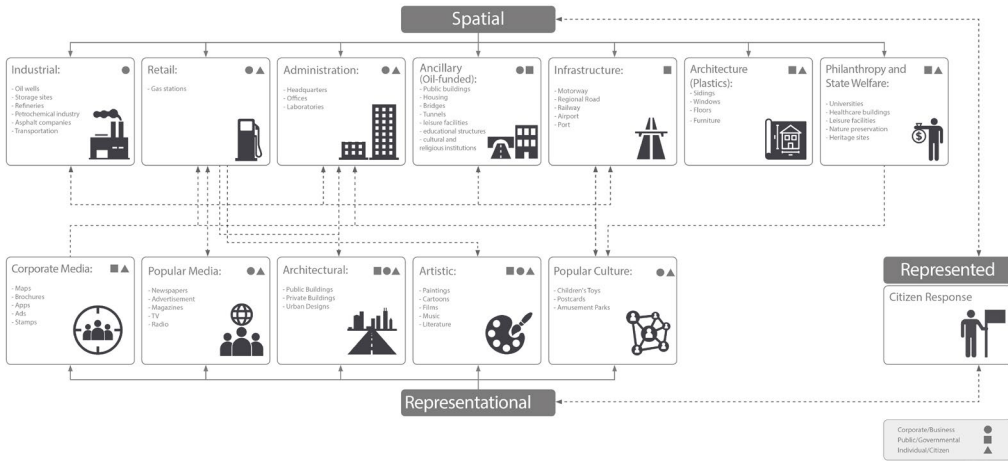 Spatial
Industrial:
- Oil wells
- Storage sites
- Refineries
- Petrochemical industry
- Asphalt companies
- Transportation
Retail:
- Gas stations
Administration:
- Headquarters
- Offices
- Laboratories
Ancillary
(Oil-funded):
- Public buildings
- Housing
- Bridges
- Tunnels
- leisure facilities
- educational structures
- cultural and
religious institutions
Infrastructure:
- Motorway
- Regional Road
- Railway
- Airport
- Port
Architecture
(Plastics):
- Sidings
- Windows
- Floors
- Furniture
Philanthropy and
State Welfare:
- Universities
- Healthcare buildings
- Leisure facilities
- Nature preservation
- Heritage sites
$
Corporate Media:
- Maps
- Brochures
- Apps
- Ads
- Stamps
Popular Media:
- Newspapers
- Advertisement
- Magazines
- TV
- Radio
Architectural:
- Public Buildings
- Private Buildings
- Urban Designs
Artistic:
- Paintings
- Cartoons
- Films
- Music
- Literature
Popular Culture:
- Children's Toys
- Postcards
- Amusement Parks
Represented
Citizen Response
Representational
Corporate/Business
Public/Governmental
Individual/Citizen